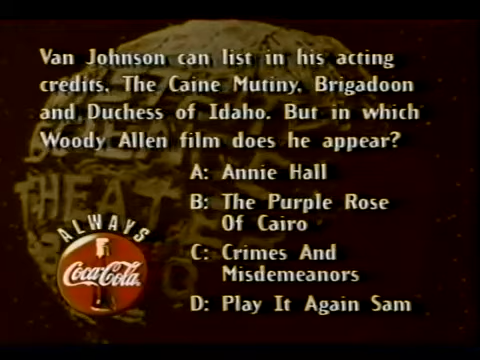 Van Johnson can list in his acting
credits, The Caine Mutiny, Brigadoon
and Duchess of Idaho. But in which
Woody Allen film does he appear?
A: Annie Hall
B: The Purple Rose
Of Cairo
C: Crimes And
Misdemeanors
D: Play It Again Sam
ALWAYS
Coca-Cola
THEAT